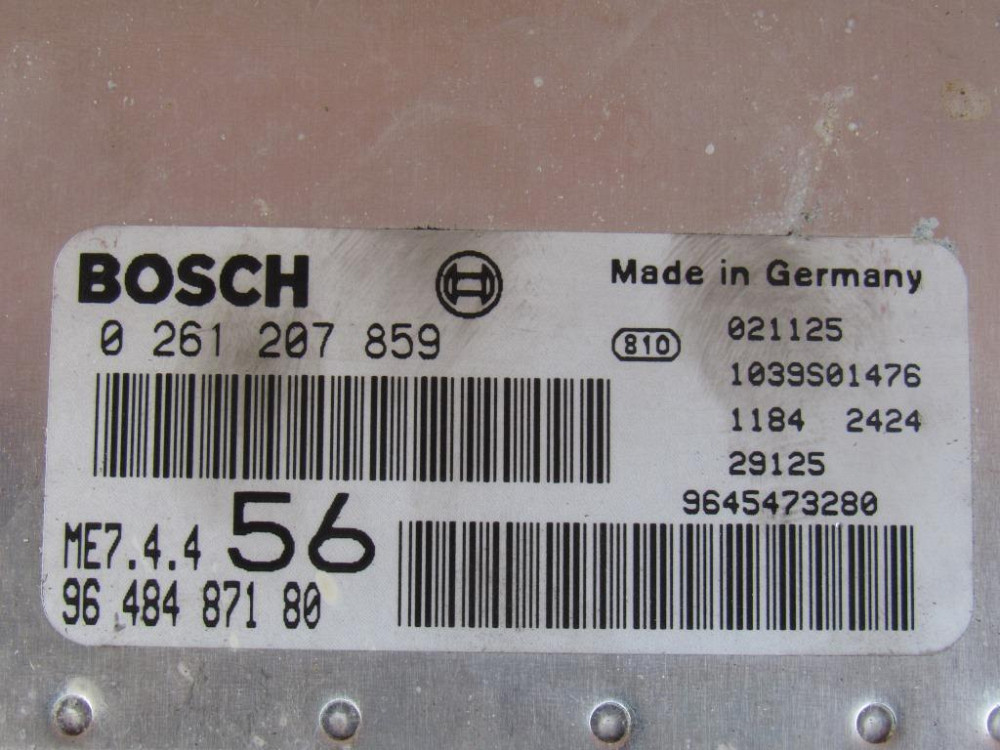 BOSCH
Made in Germany
0 261 207 859
810
021125
1039S01476
1184 2424
29125
9645473280
ME7.4.4 56
96 484 871 80